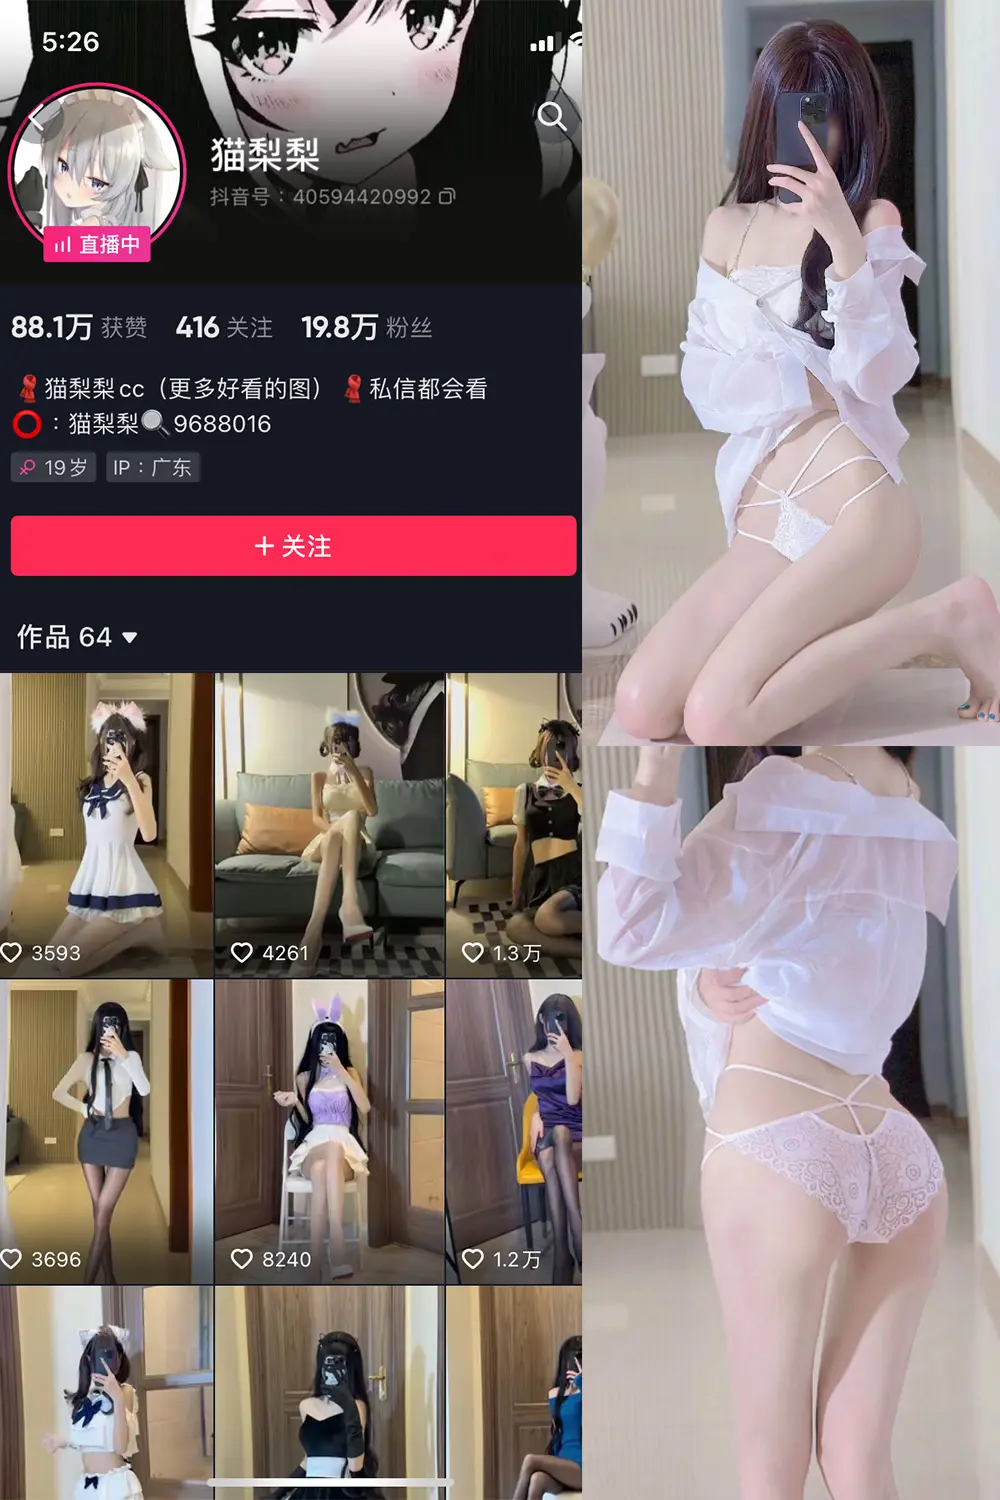 5:26
猫梨梨
抖音号：40594420992
直播中
88.1万 获赞 416 关注 19.8万 粉丝
猫梨梨cc（更多好看的图） 私信都会看
：猫梨梨 9688016
19岁 IP：广东
+ 关注
作品 64
3593
4261
1.3万
3696
8240
1.2万